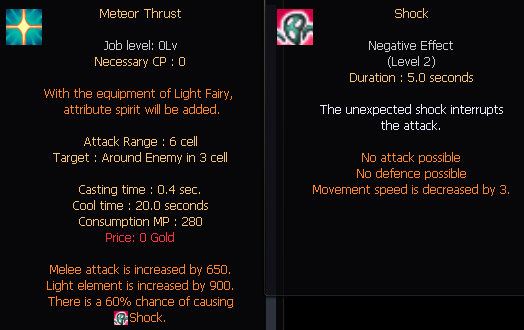 Meteor Thrust
Job level: 0Lv
Necessary CP : 0
With the equipment of Light Fairy,
attribute spirit will be added.
Attack Range : 6 cell
Target : Around Enemy in 3 cell
Casting time : 0.4 sec.
Cool time : 20.0 seconds
Consumption MP : 280
Price: 0 Gold
Melee attack is increased by 650.
Light element is increased by 900.
There is a 60% chance of causing
Shock.
Shock
Negative Effect
(Level 2)
Duration : 5.0 seconds
The unexpected shock interrupts
the attack.
No attack possible
No defence possible
Movement speed is decreased by 3.